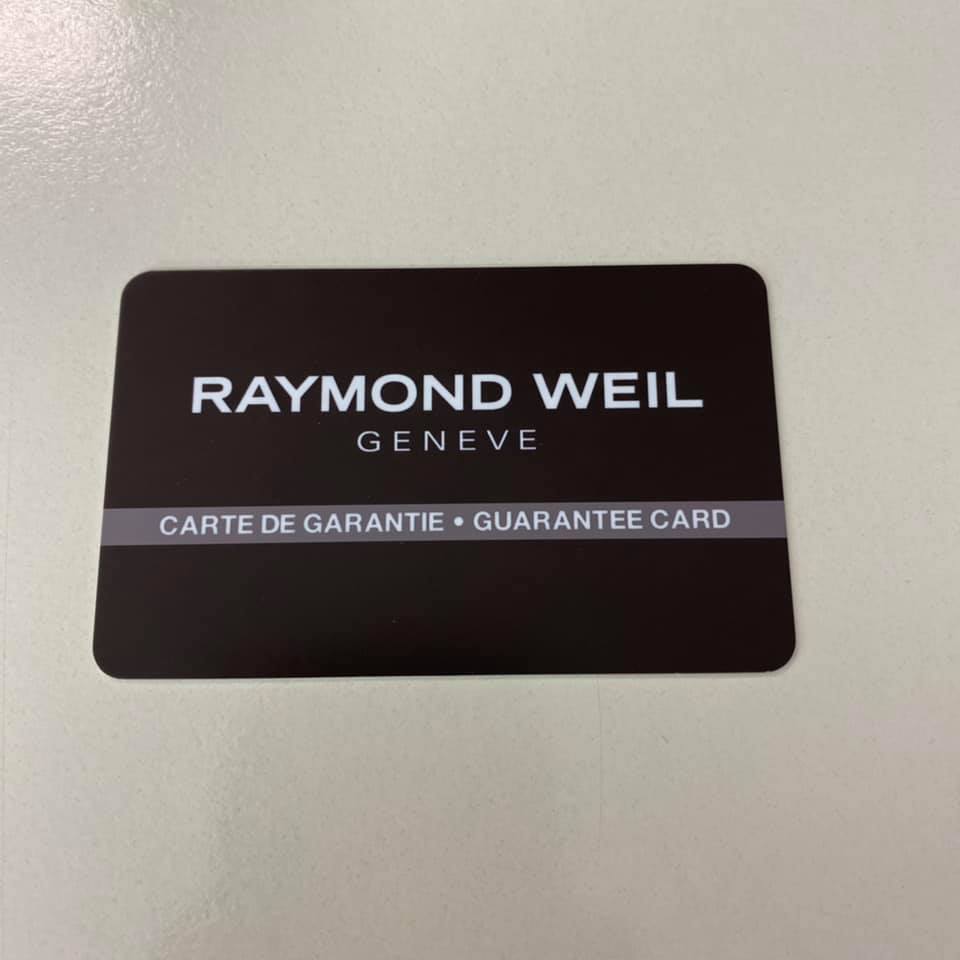 RAYMOND WEIL
GENEVE
CARTE DE GARANTIE • GUARANTEE CARD